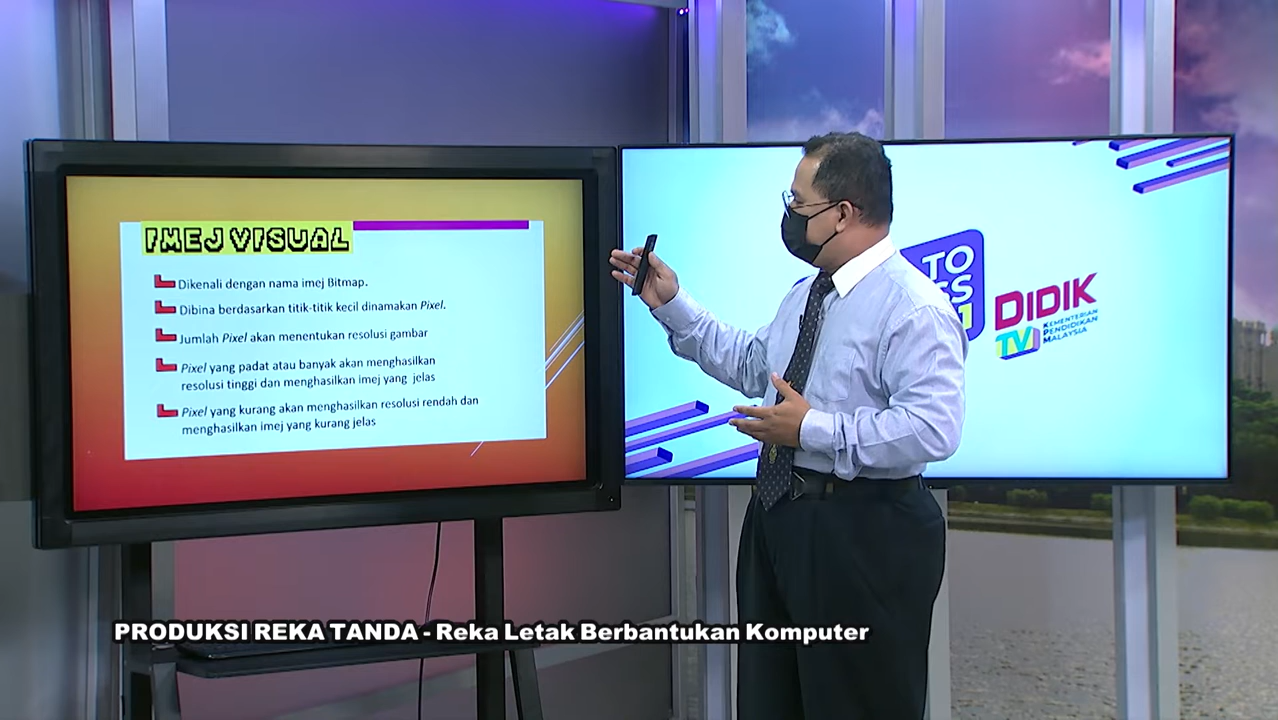 IMEJ VISUAL
Dikenali dengan nama imej Bitmap.
Dibina berdasarkan titik-titik kecil dinamakan Pixel.
Jumlah Pixel akan menentukan resolusi gambar
Pixel yang padat atau banyak akan menghasilkan
resolusi tinggi dan menghasilkan imej yang jelas
Pixel yang kurang akan menghasilkan resolusi rendah dan
menghasilkan imej yang kurang jelas
TO
SS
1
DIDIK
TV
KEMENTERIAN
PENDIDIKAN
MALAYSIA
PRODUKSI REKA TANDA - Reka Letak Berbantukan Komputer